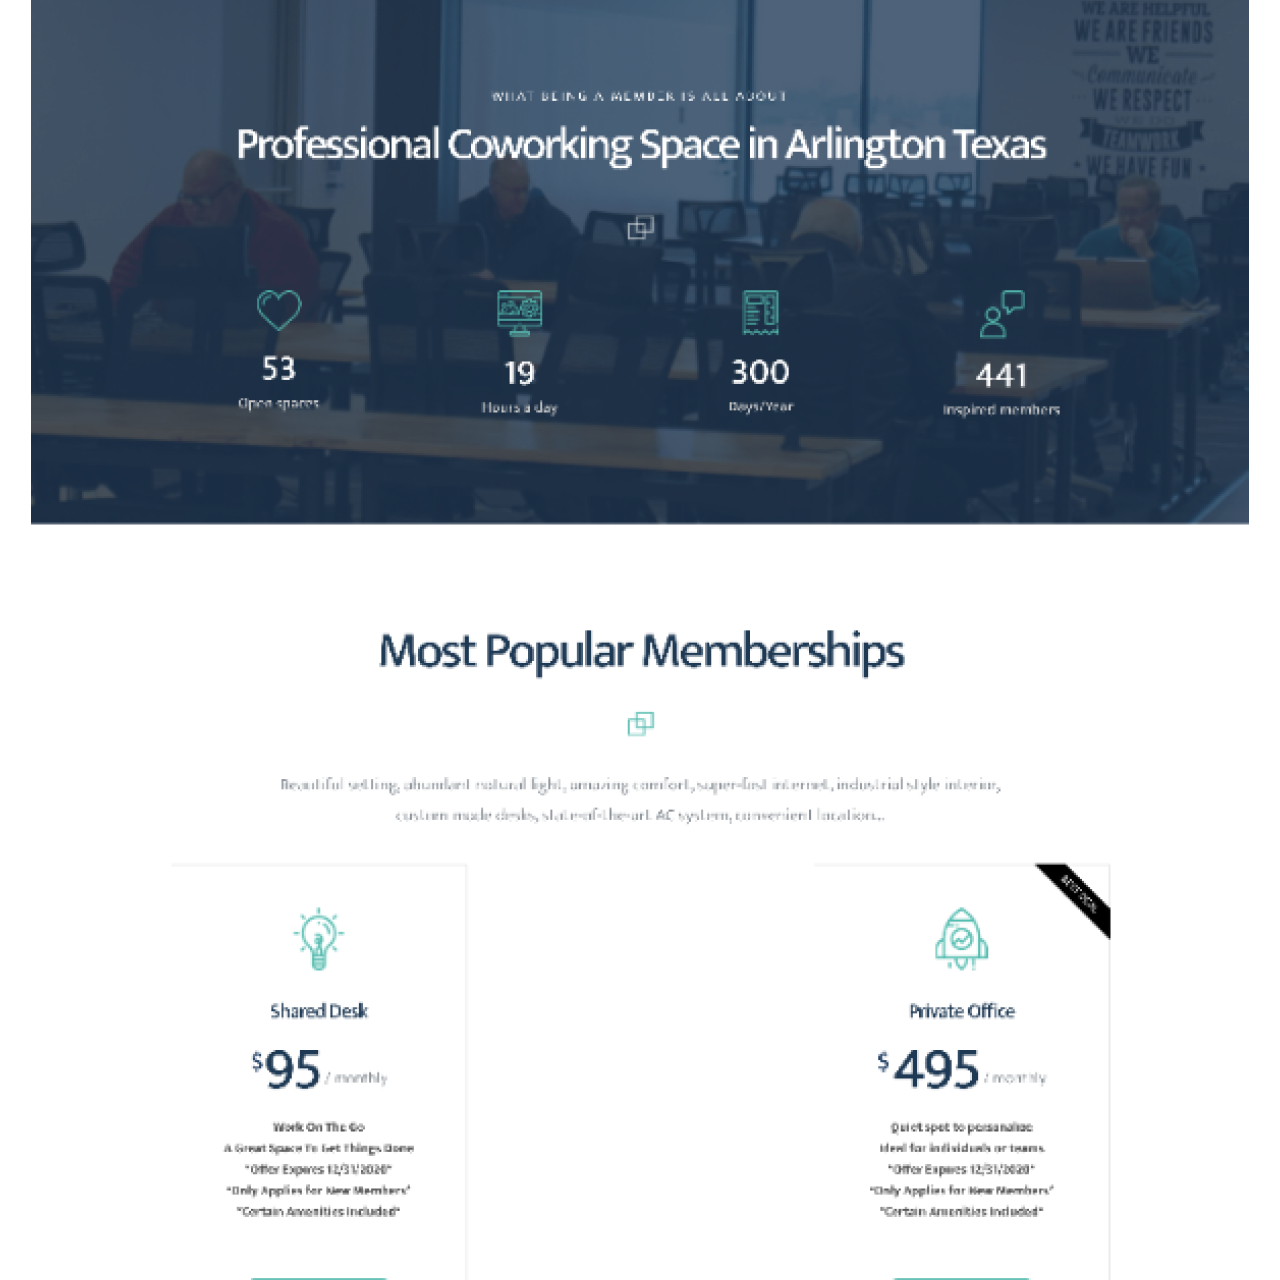 WE ARE HELPFUL
WE ARE FRIENDS
WE
Communicate
WE RESPECT
TEAMWORK
• WE HAVE FUN •
WHAT BEING A MEMBER IS ALL ABOUT
Professional Coworking Space in Arlington Texas
53
Open spaces
19
Hours a day
300
Days/Year
441
Inspired members
Most Popular Memberships
Beautiful setting, abundant natural light, amazing comfort, super-fast internet, industrial style interior,
custom made desks, state-of-the-art AC system, convenient location...
Shared Desk
$95 / monthly
Work On The Go
A Great Space To Get Things Done
*Offer Expires 12/31/2020*
*Only Applies for New Members*
*Certain Amenities Included*
BEST DEAL
Private Office
$495 / monthly
Quiet spot to personalize
Ideal for individuals or teams
*Offer Expires 12/31/2020*
*Only Applies for New Members*
*Certain Amenities Included*